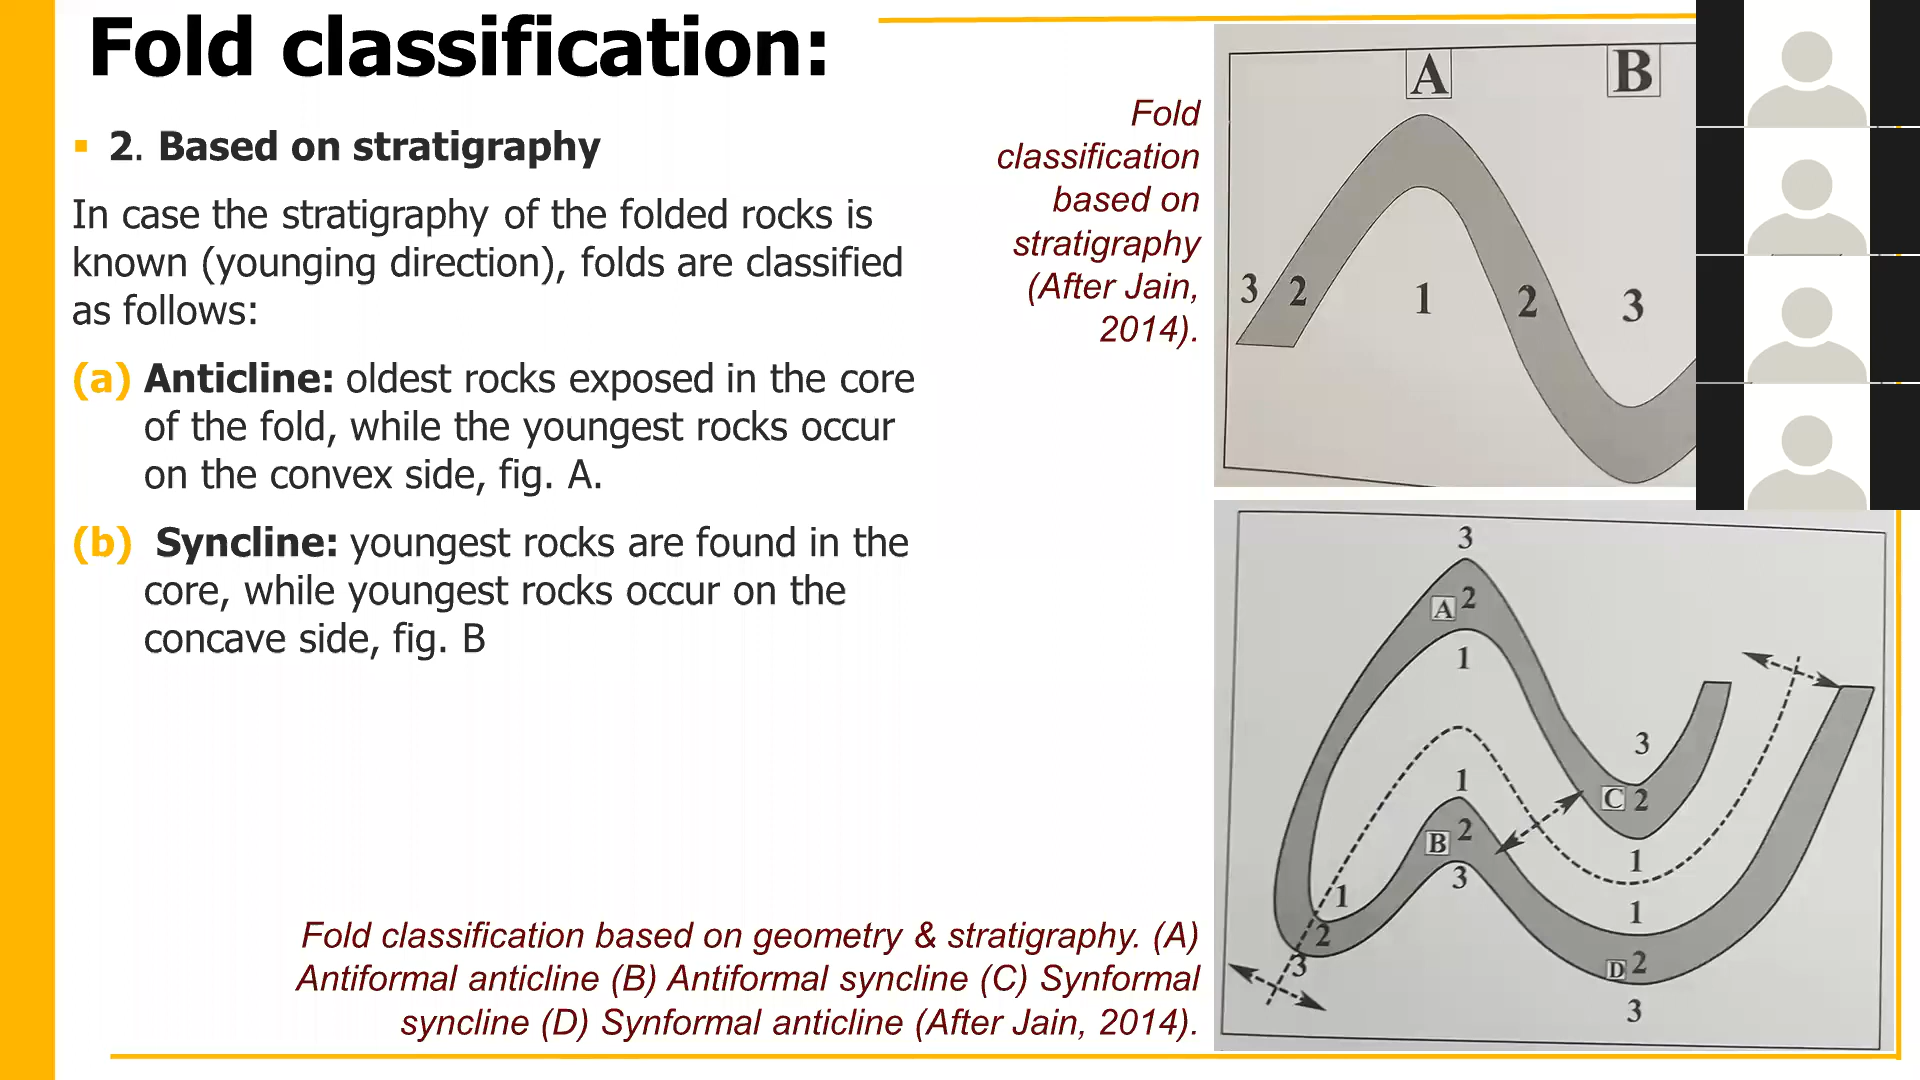 Fold classification:
2. Based on stratigraphy
In case the stratigraphy of the folded rocks is
known (younging direction), folds are classified
as follows:
(a) Anticline: oldest rocks exposed in the core
of the fold, while the youngest rocks occur
on the convex side, fig. A.
(b) Syncline: youngest rocks are found in the
core, while youngest rocks occur on the
concave side, fig. B
Fold
classification
based on
stratigraphy
(After Jain,
2014).
A B
3 2 1 2 3
Fold classification based on geometry & stratigraphy. (A)
Antiformal anticline (B) Antiformal syncline (C) Synformal
syncline (D) Synformal anticline (After Jain, 2014).
3
A 2
1
3
1
C 2
B 2
1
3
1
1
2
D 2
3
3